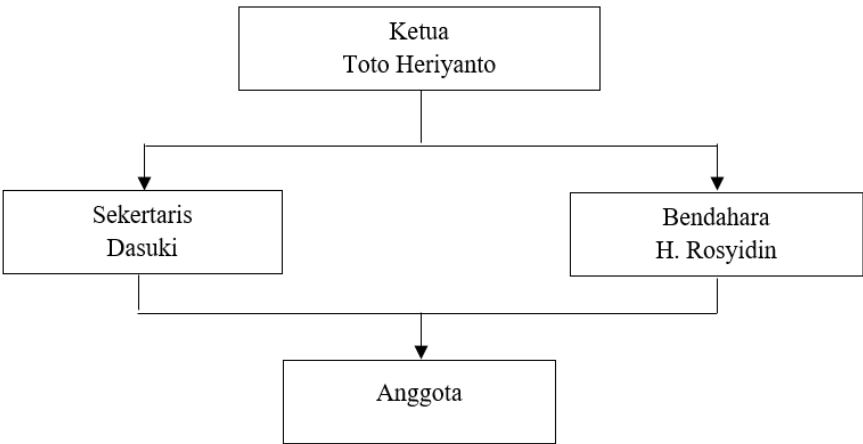 Ketua
Toto Heriyanto
Sekertaris
Dasuki
Bendahara
H. Rosyidin
Anggota